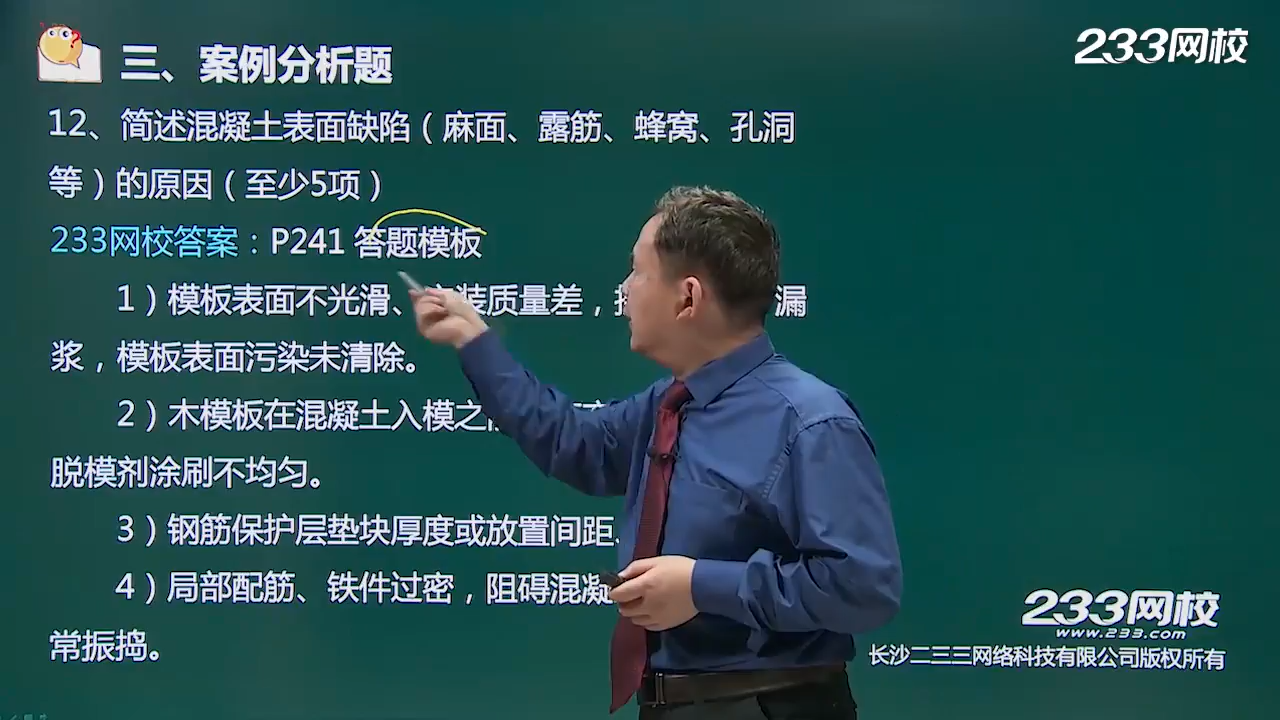 233网校
三、案例分析题
12、简述混凝土表面缺陷（麻面、露筋、蜂窝、孔洞
等）的原因（至少5项）
233网校答案：P241 答题模板
1）模板表面不光滑、安装质量差，漏
浆，模板表面污染未清除。
2）木模板在混凝土入模之
脱模剂涂刷不均匀。
3）钢筋保护层垫块厚度或放置间距、
4）局部配筋、铁件过密，阻碍混凝
常振捣。
233网校
www.233.com
长沙二三三网络科技有限公司版权所有